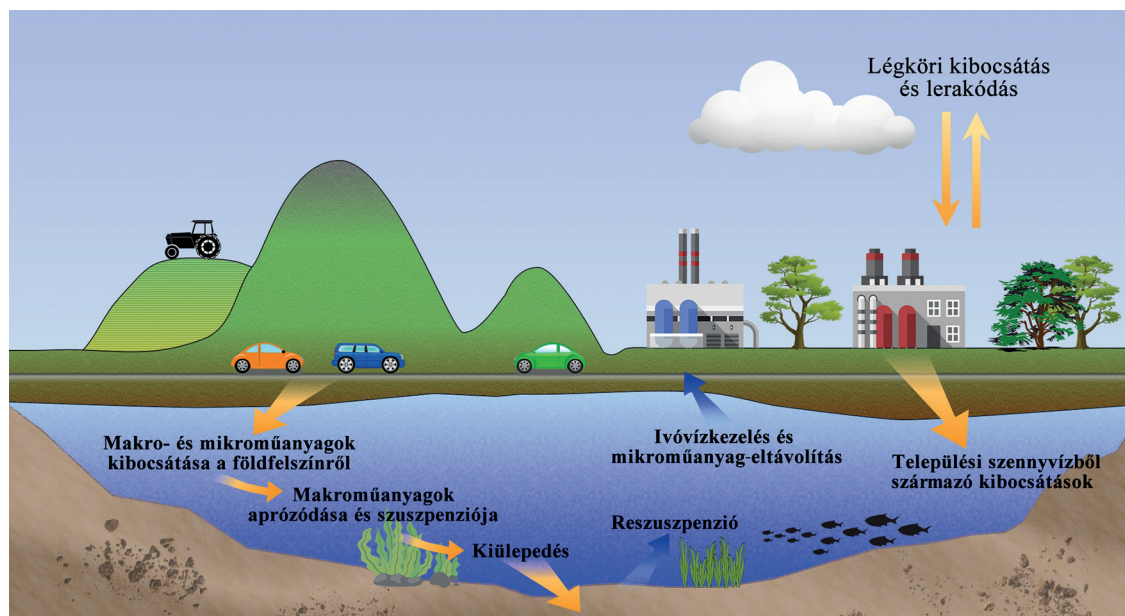 Légköri kibocsátás
és lerakódás
Makro- és mikroműanyagok
kibocsátása a földfelszínről
Ivóvízkezelés és
mikroműanyag-eltávolítás
Települési szennyvízből
származó kibocsátások
Makroműanyagok
aprózódása és szuszpenziója
Reszuszpenzió
Kiülepedés